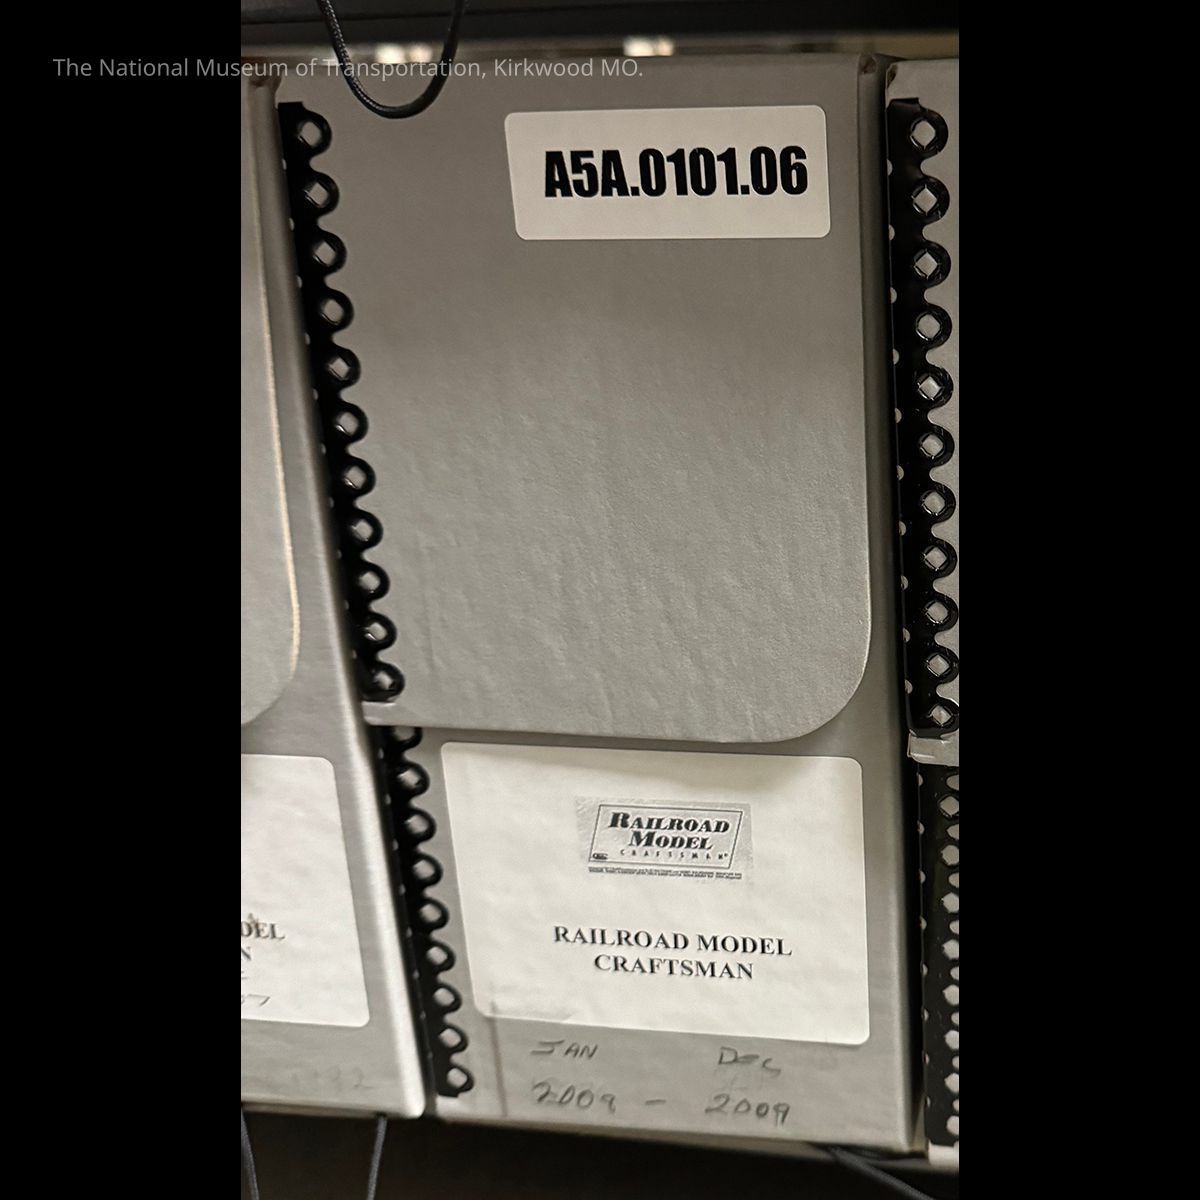 The National Museum of Transportation, Kirkwood MO.
A5A.0101.06
RAILROAD
MODEL
CRAFTSMAN
RAILROAD MODEL
CRAFTSMAN
JAN DEC
2009 - 2009